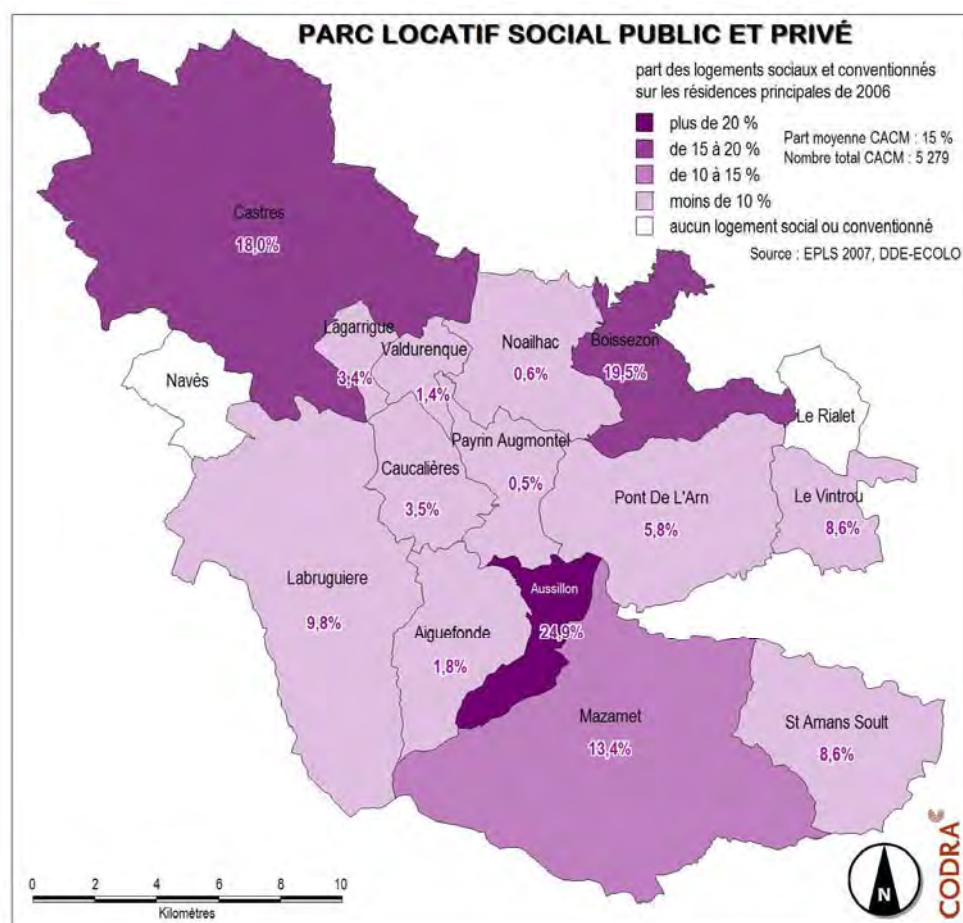 PARC LOCATIF SOCIAL PUBLIC ET PRIVÉ
part des logements sociaux et conventionnés
sur les résidences principales de 2006
plus de 20 %
de 15 à 20 %
de 10 à 15 %
moins de 10 %
aucun logement social ou conventionné
Part moyenne CACM : 15 %
Nombre total CACM : 5 279
Source : EPLS 2007, DDE-ECOLO
Castres
18,0%
Lagarrigue
3,4%
Valdurenque
1,4%
Noailhac
0,6%
Boissezon
19,5%
Navès
Le Rialet
Payrin Augmontel
0,5%
Caucalières
3,5%
Pont De L'Arn
5,8%
Le Vintrou
8,6%
Labruguiere
9,8%
Aussillon
24,9%
Aiguefonde
1,8%
Mazamet
13,4%
St Amans Soult
8,6%
0 2 4 6 8 10
Kilomètres
N
CODRA